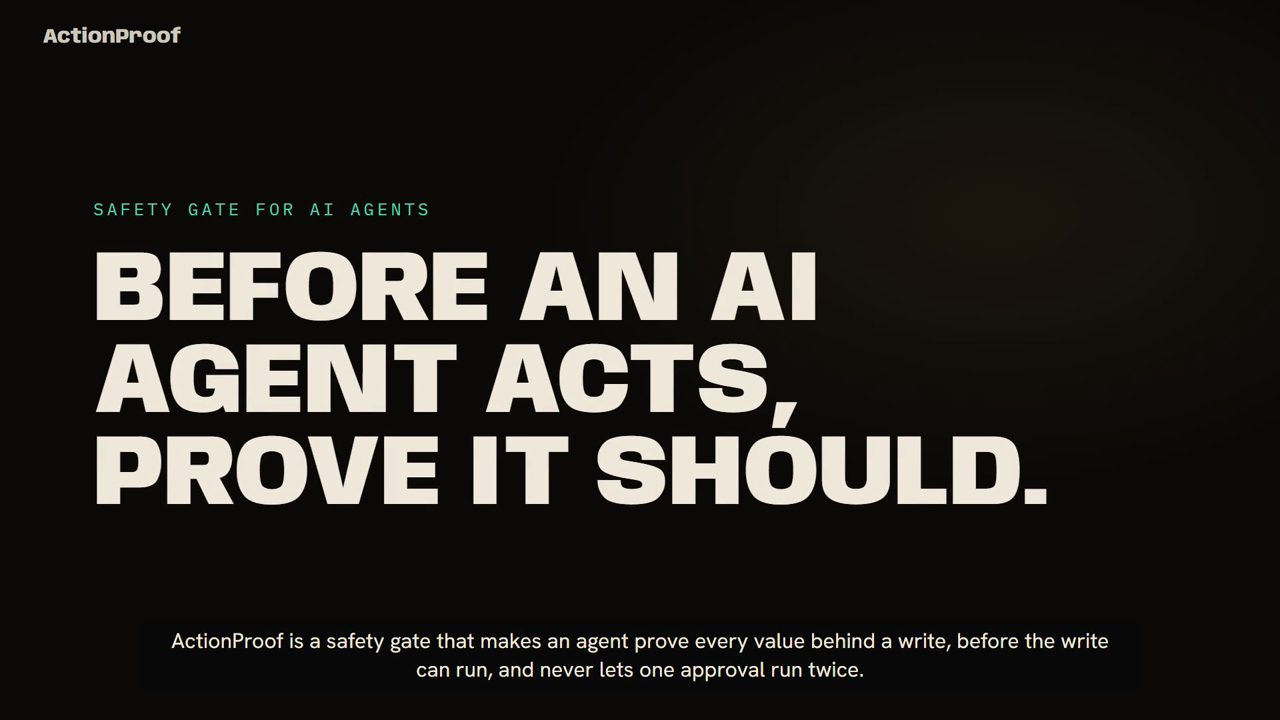 ActionProof
SAFETY GATE FOR AI AGENTS
BEFORE AN AI
AGENT ACTS,
PROVE IT SHOULD.
ActionProof is a safety gate that makes an agent prove every value behind a write, before the write
can run, and never lets one approval run twice.